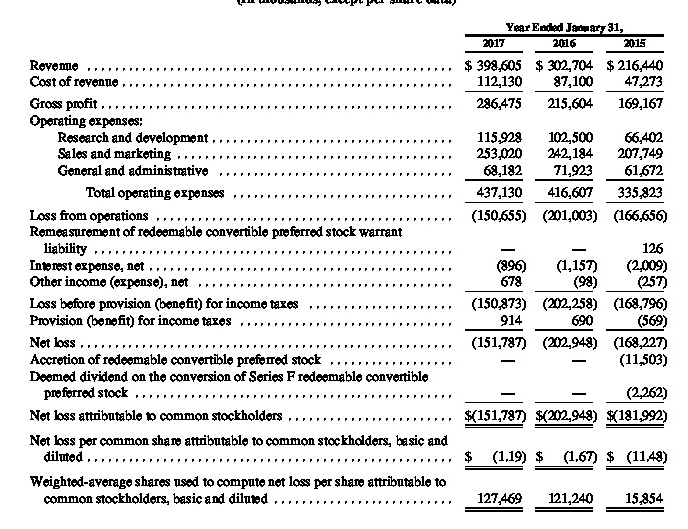 (In thousands, except per share data)
Year Ended January 31,
2017 2016 2015
Revenue $ 398,605 $ 302,704 $ 216,440
Cost of revenue 112,130 87,100 47,273
Gross profit 286,475 215,604 169,167
Operating expenses:
Research and development 115,928 102,500 66,402
Sales and marketing 253,020 242,184 207,749
General and administrative 68,182 71,923 61,672
Total operating expenses 437,130 416,607 335,823
Loss from operations (150,655) (201,003) (166,656)
Remeasurement of redeemable convertible preferred stock warrant
liability — — 126
Interest expense, net (896) (1,157) (2,009)
Other income (expense), net 678 (98) (257)
Loss before provision (benefit) for income taxes (150,873) (202,258) (168,796)
Provision (benefit) for income taxes 914 690 (569)
Net loss (151,787) (202,948) (168,227)
Accretion of redeemable convertible preferred stock — — (11,503)
Deemed dividend on the conversion of Series F redeemable convertible
preferred stock — — (2,262)
Net loss attributable to common stockholders $(151,787) $(202,948) $(181,992)
Net loss per common share attributable to common stockholders, basic and
diluted $ (1.19) $ (1.67) $ (11.48)
Weighted-average shares used to compute net loss per share attributable to
common stockholders, basic and diluted 127,469 121,240 15,854